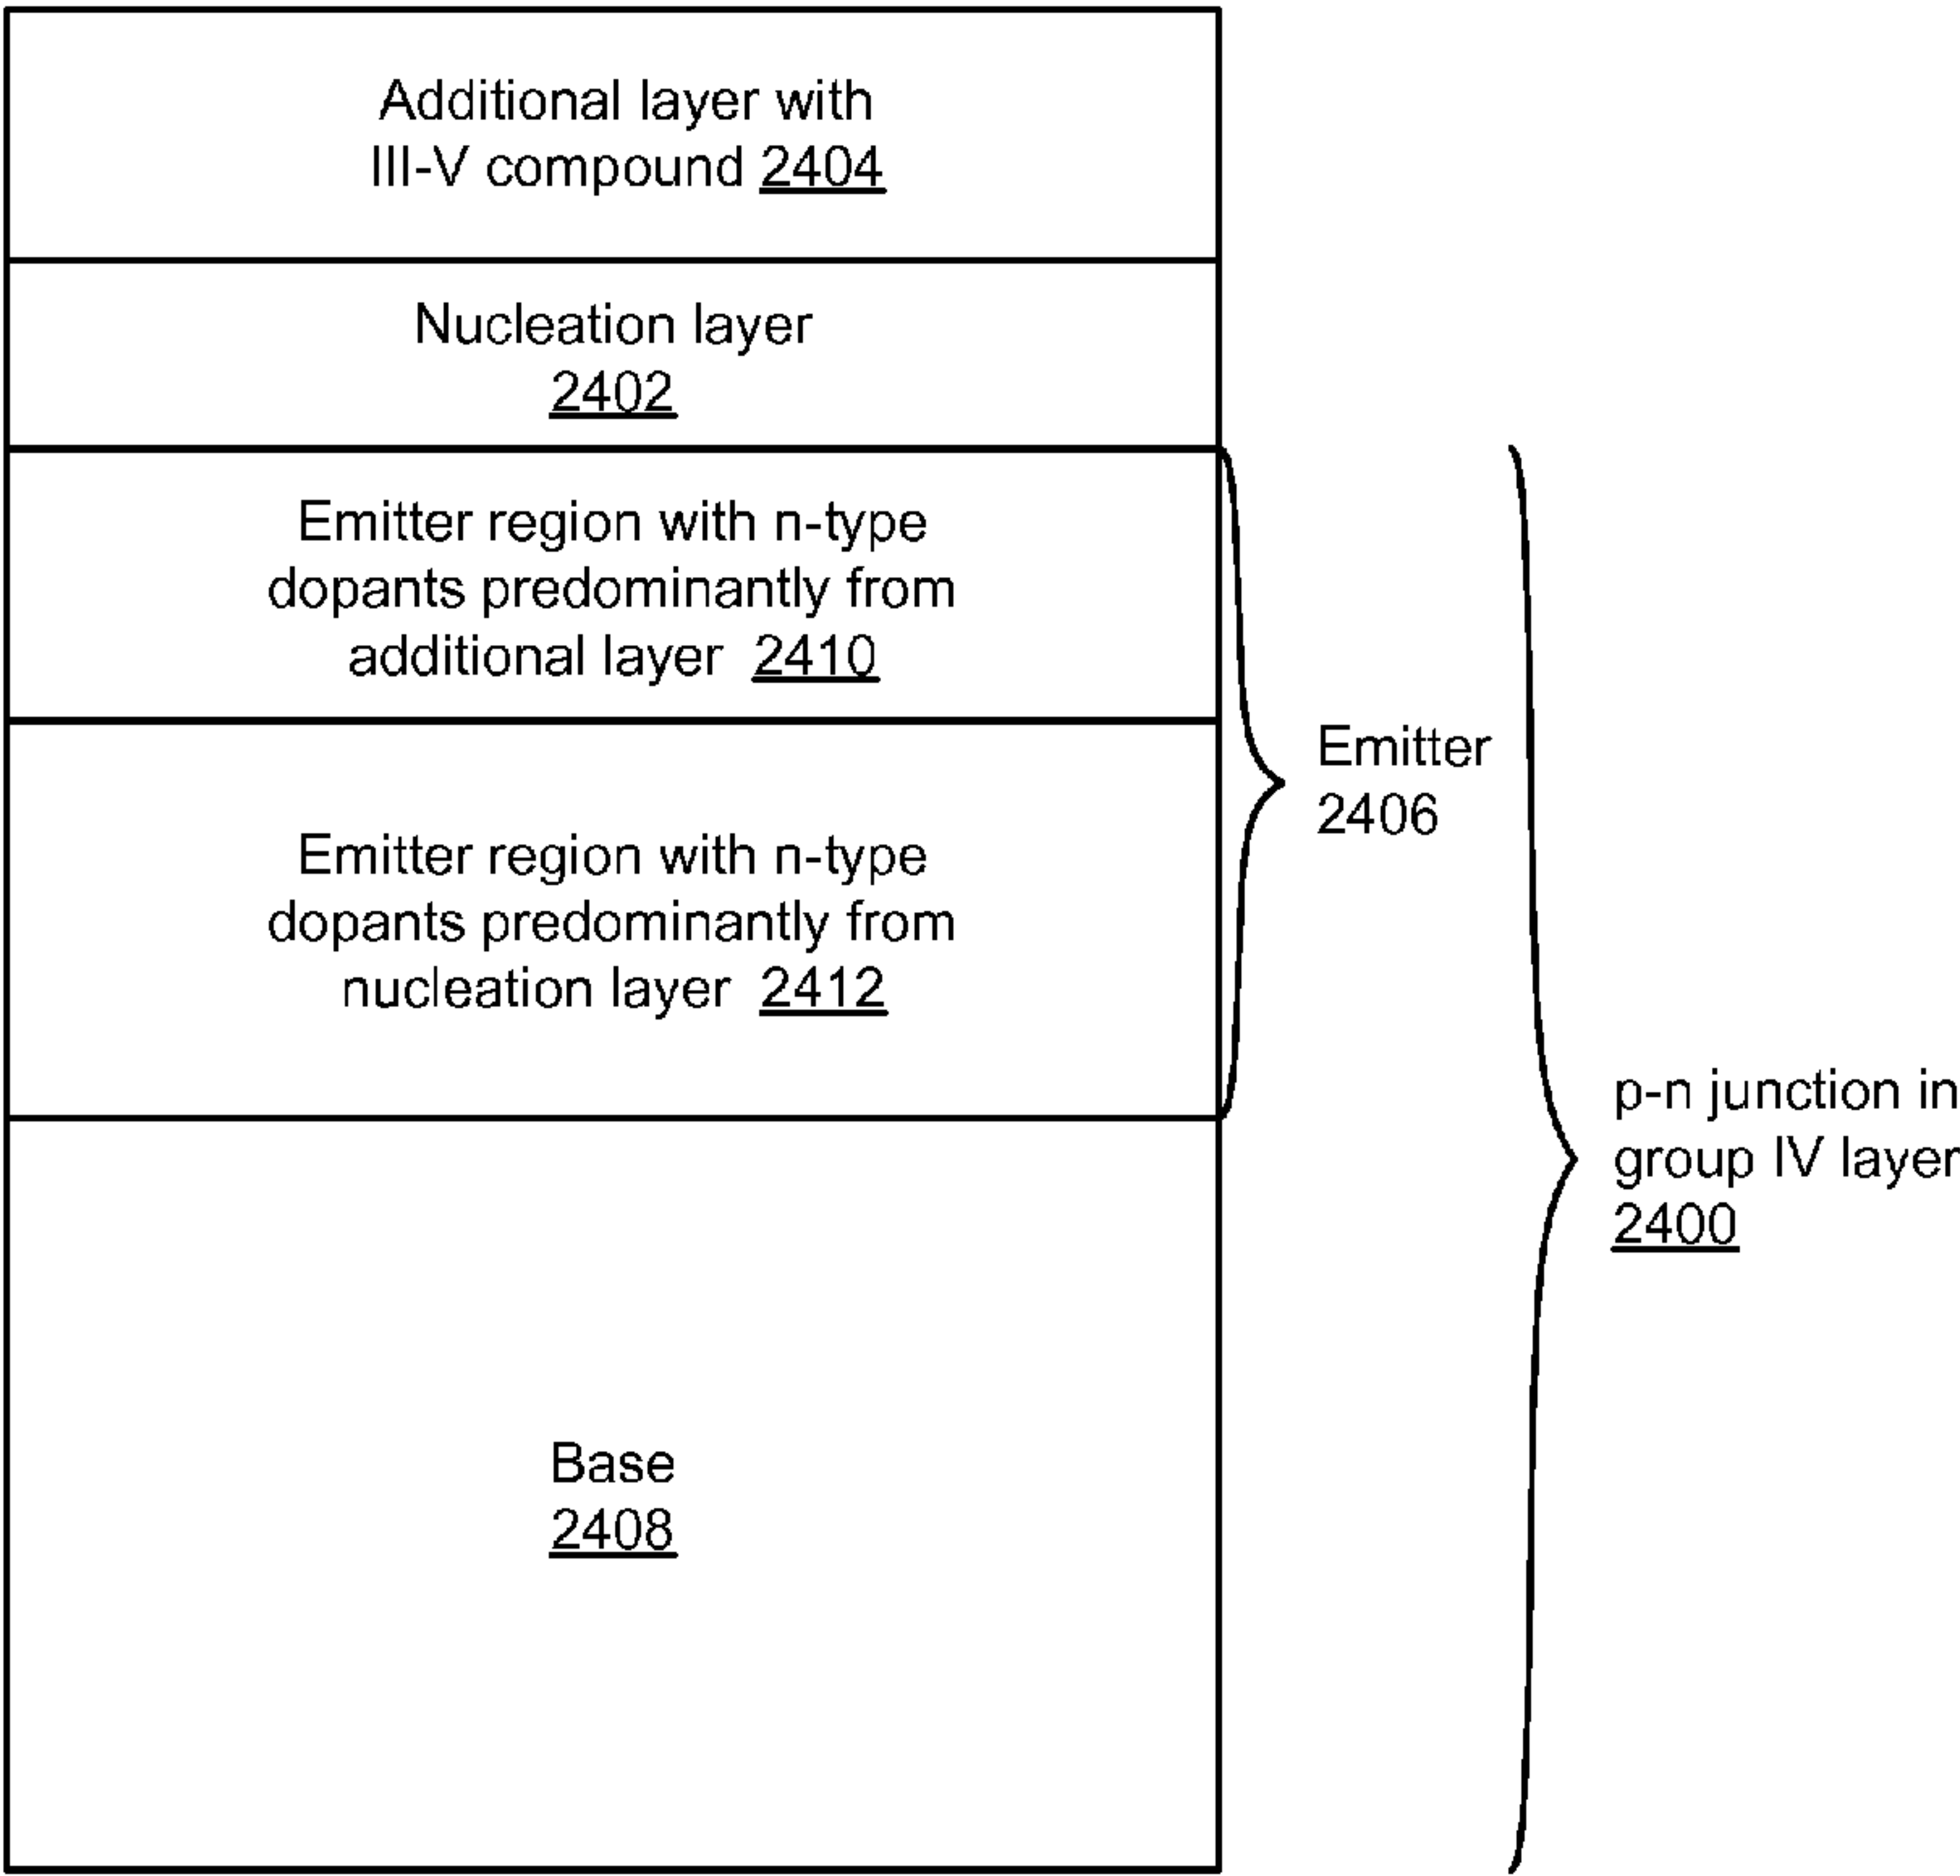 Additional layer with
III-V compound 2404
Nucleation layer
2402
Emitter region with n-type
dopants predominantly from
additional layer 2410
Emitter
2406
Emitter region with n-type
dopants predominantly from
nucleation layer 2412
p-n junction in
group IV layer
2400
Base
2408